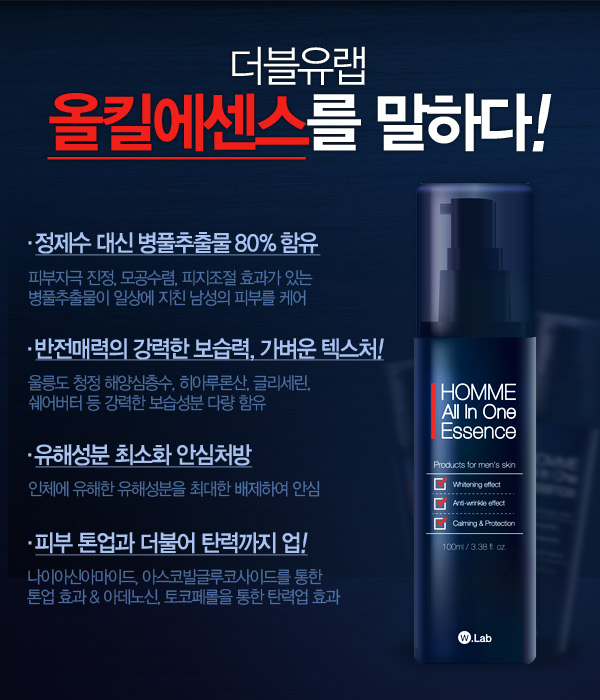 더블유랩
올킬에센스를 말하다!
· 정제수 대신 병풀추출물 80% 함유
피부자극 진정, 모공수렴, 피지조절 효과가 있는
병풀추출물이 일상에 지친 남성의 피부를 케어
· 반전매력의 강력한 보습력, 가벼운 텍스처!
울릉도 청정 해양심층수, 히아루론산, 글리세린,
쉐어버터 등 강력한 보습성분 다량 함유
· 유해성분 최소화 안심처방
인체에 유해한 유해성분을 최대한 배제하여 안심
· 피부 톤업과 더불어 탄력까지 업!
나이아신아마이드, 아스코빌글루코사이드를 통한
톤업 효과 & 아데노신, 토코페롤을 통한 탄력업 효과
HOMME
All In One
Essence
Products for men's skin
Whitening effect
Anti-wrinkle effect
Calming & Protection
100ml / 3.38 fl. oz.
W.Lab